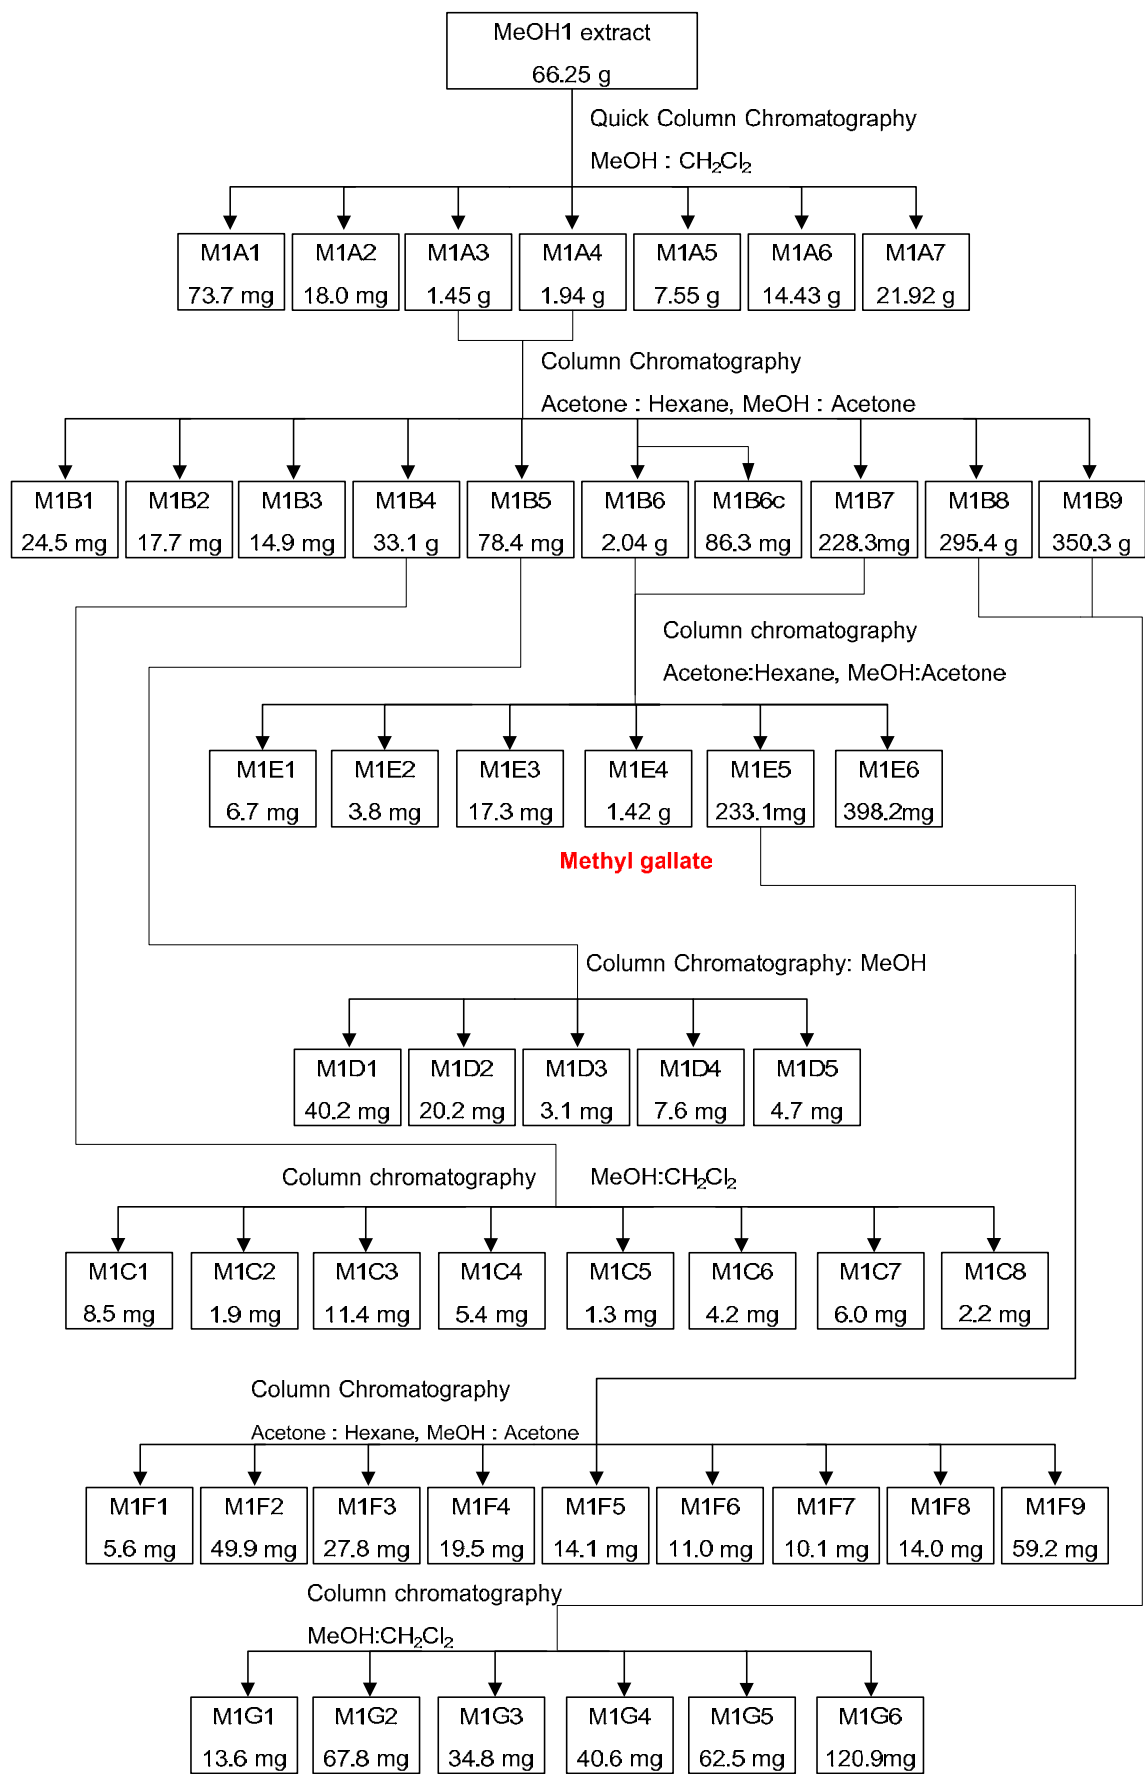 MeOH1 extract
66.25 g
Quick Column Chromatography
MeOH : CH₂Cl₂
M1A1 M1A2 M1A3 M1A4 M1A5 M1A6 M1A7
73.7 mg 18.0 mg 1.45 g 1.94 g 7.55 g 14.43 g 21.92 g
Column Chromatography
Acetone : Hexane, MeOH : Acetone
M1B1 M1B2 M1B3 M1B4 M1B5 M1B6 M1B6c M1B7 M1B8 M1B9
24.5 mg 17.7 mg 14.9 mg 33.1 g 78.4 mg 2.04 g 86.3 mg 228.3mg 295.4 g 350.3 g
Column chromatography
Acetone:Hexane, MeOH:Acetone
M1E1 M1E2 M1E3 M1E4 M1E5 M1E6
6.7 mg 3.8 mg 17.3 mg 1.42 g 233.1mg 398.2mg
Methyl gallate
Column Chromatography: MeOH
M1D1 M1D2 M1D3 M1D4 M1D5
40.2 mg 20.2 mg 3.1 mg 7.6 mg 4.7 mg
Column chromatography MeOH:CH₂Cl₂
M1C1 M1C2 M1C3 M1C4 M1C5 M1C6 M1C7 M1C8
8.5 mg 1.9 mg 11.4 mg 5.4 mg 1.3 mg 4.2 mg 6.0 mg 2.2 mg
Column Chromatography
Acetone : Hexane, MeOH : Acetone
M1F1 M1F2 M1F3 M1F4 M1F5 M1F6 M1F7 M1F8 M1F9
5.6 mg 49.9 mg 27.8 mg 19.5 mg 14.1 mg 11.0 mg 10.1 mg 14.0 mg 59.2 mg
Column chromatography
MeOH:CH₂Cl₂
M1G1 M1G2 M1G3 M1G4 M1G5 M1G6
13.6 mg 67.8 mg 34.8 mg 40.6 mg 62.5 mg 120.9mg